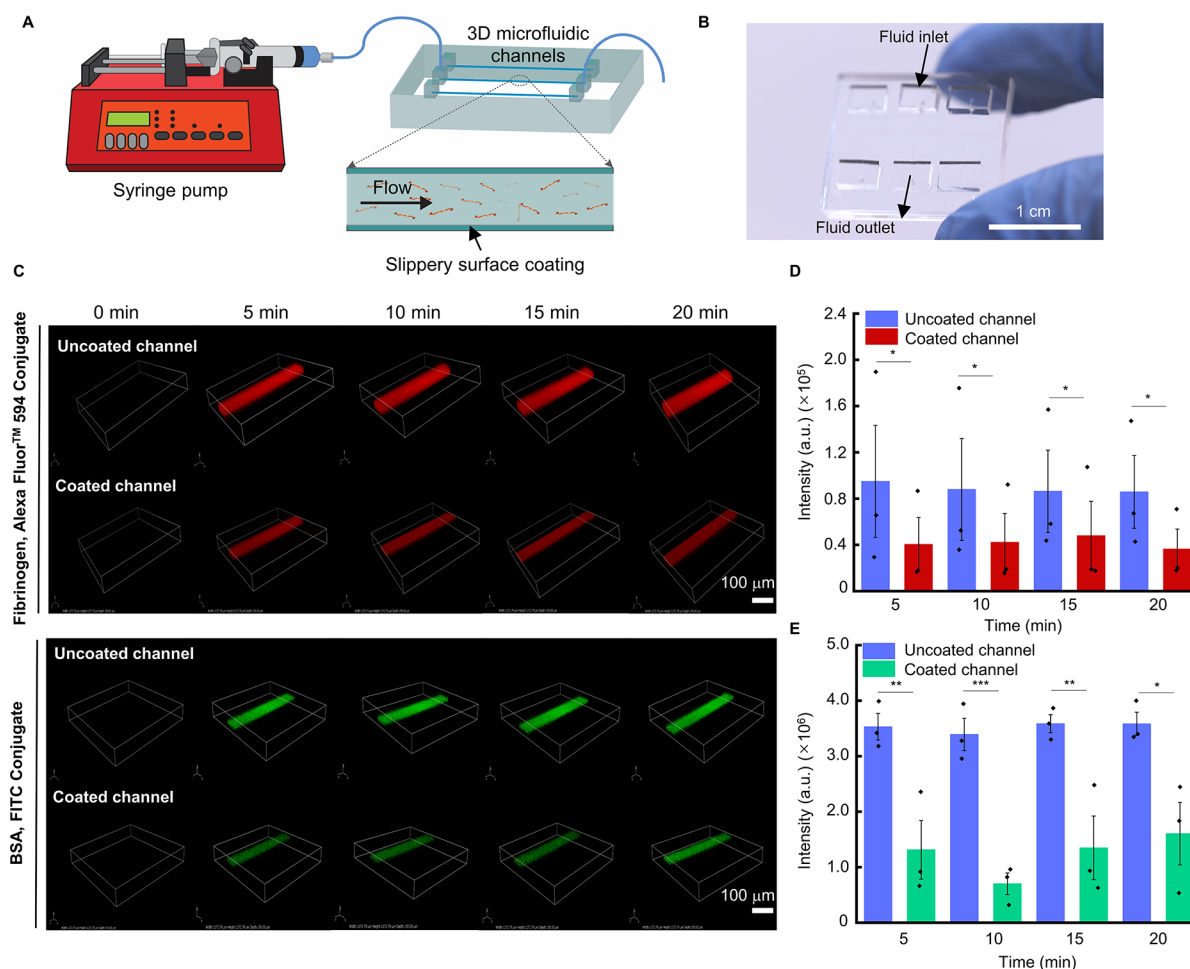 A
3D microfluidic
channels
Syringe pump
Flow
Slippery surface coating
B
Fluid inlet
Fluid outlet
1 cm
C
0 min 5 min 10 min 15 min 20 min
Fibrinogen, Alexa Fluor™ 594 Conjugate
Uncoated channel
Coated channel
100 μm
BSA, FITC Conjugate
Uncoated channel
Coated channel
100 μm
D
Intensity (a.u.) (×10⁵)
2.4
2.0
1.6
1.2
0.8
0.4
0
Uncoated channel
Coated channel
* * * *
5 10 15 20
Time (min)
E
Intensity (a.u.) (×10⁶)
5.0
4.0
3.0
2.0
1.0
0
Uncoated channel
Coated channel
** *** ** *
5 10 15 20
Time (min)